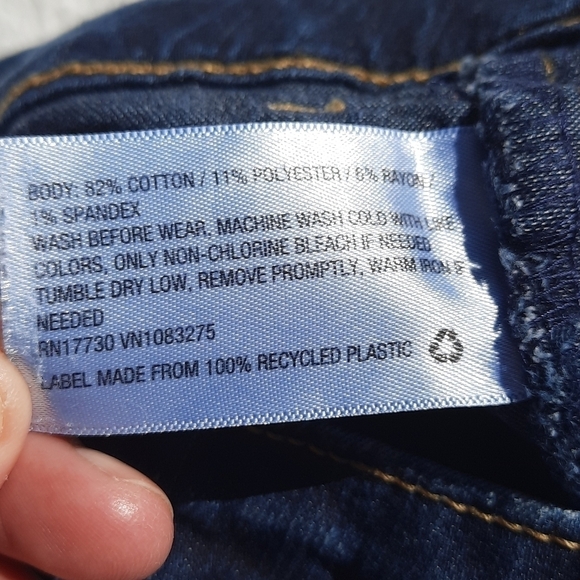 BODY: 82% COTTON / 11% POLYESTER / 6% RAYON /
1% SPANDEX
WASH BEFORE WEAR, MACHINE WASH COLD WITH LIKE
COLORS, ONLY NON-CHLORINE BLEACH IF NEEDED
TUMBLE DRY LOW, REMOVE PROMPTLY, WARM IRON IF
NEEDED
RN17730 VN1083275
LABEL MADE FROM 100% RECYCLED PLASTIC